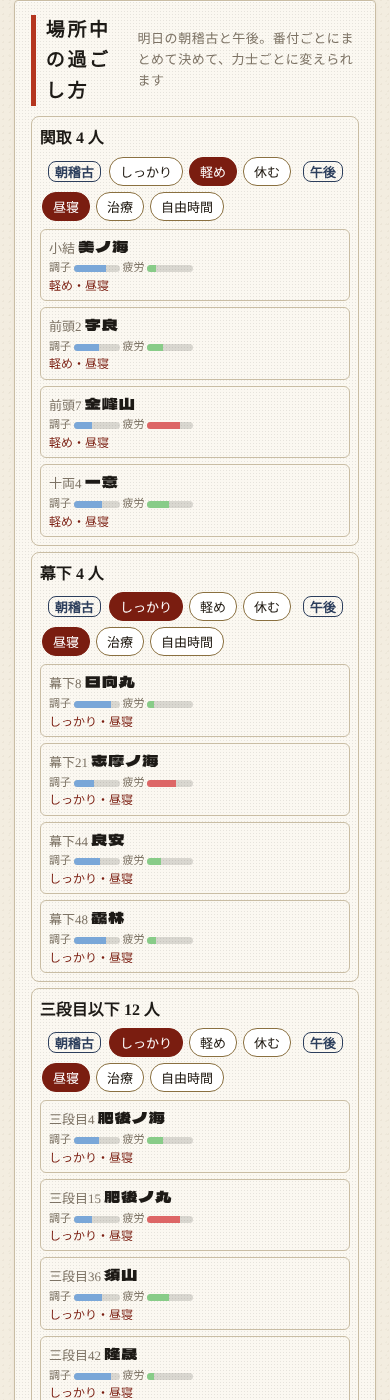 場所中
の過ご
し方
明日の朝稽古と午後。番付ごとにま
とめて決めて、力士ごとに変えられ
ます
関取 4 人
朝稽古 しっかり 軽め 休む 午後
昼寝 治療 自由時間
小結 美ノ海
調子 疲労
軽め・昼寝
前頭2 宇良
調子 疲労
軽め・昼寝
前頭7 金峰山
調子 疲労
軽め・昼寝
十両4 一意
調子 疲労
軽め・昼寝
幕下 4 人
朝稽古 しっかり 軽め 休む 午後
昼寝 治療 自由時間
幕下8 日向丸
調子 疲労
しっかり・昼寝
幕下21 志摩ノ海
調子 疲労
しっかり・昼寝
幕下44 良安
調子 疲労
しっかり・昼寝
幕下48 霧林
調子 疲労
しっかり・昼寝
三段目以下 12 人
朝稽古 しっかり 軽め 休む 午後
昼寝 治療 自由時間
三段目4 肥後ノ海
調子 疲労
しっかり・昼寝
三段目15 肥後ノ丸
調子 疲労
しっかり・昼寝
三段目36 須山
調子 疲労
しっかり・昼寝
三段目42 隆晟
調子 疲労
しっかり・昼寝